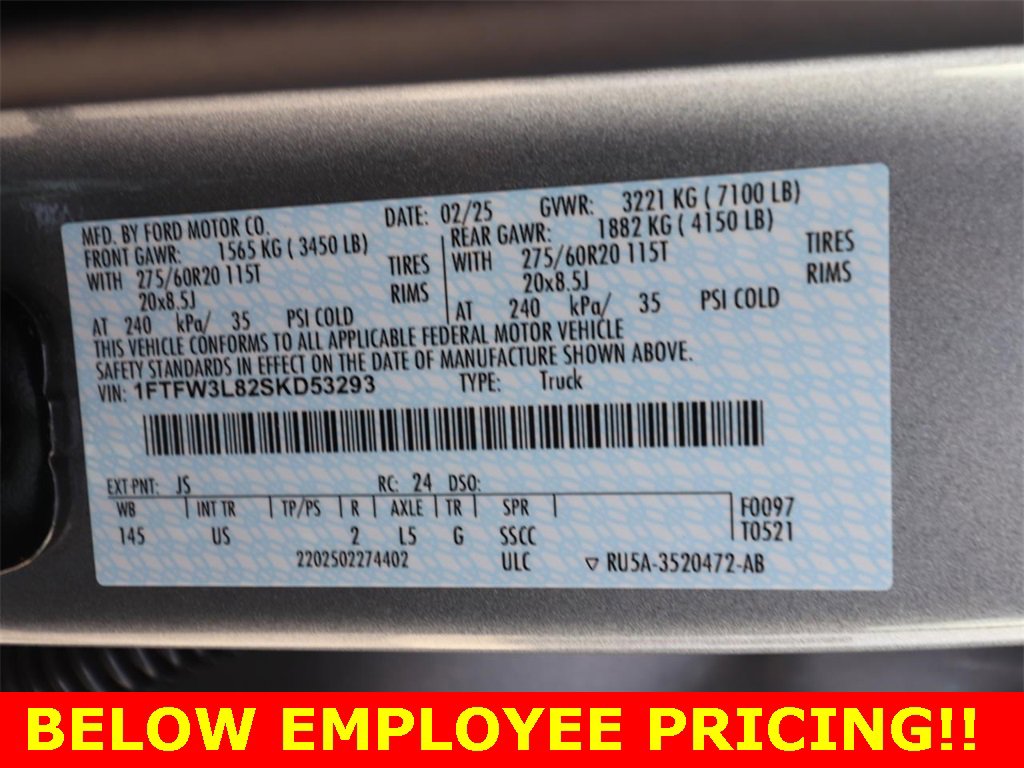 MFD. BY FORD MOTOR CO. DATE: 02/25 GVWR: 3221 KG ( 7100 LB)
FRONT GAWR: 1565 KG ( 3450 LB) REAR GAWR: 1882 KG ( 4150 LB)
WITH 275/60R20 115T TIRES WITH 275/60R20 115T TIRES
20x8.5J RIMS 20x8.5J RIMS
AT 240 kPa/ 35 PSI COLD AT 240 kPa/ 35 PSI COLD
THIS VEHICLE CONFORMS TO ALL APPLICABLE FEDERAL MOTOR VEHICLE
SAFETY STANDARDS IN EFFECT ON THE DATE OF MANUFACTURE SHOWN ABOVE.
VIN: 1FTFW3L82SKD53293 TYPE: Truck
EXT PNT: JS RC: 24 DSO:
WB INT TR TP/PS R AXLE TR SPR F0097
145 US 2 L5 G SSCC T0521
2202502274402 ULC ▽ RU5A-3520472-AB
BELOW EMPLOYEE PRICING!!